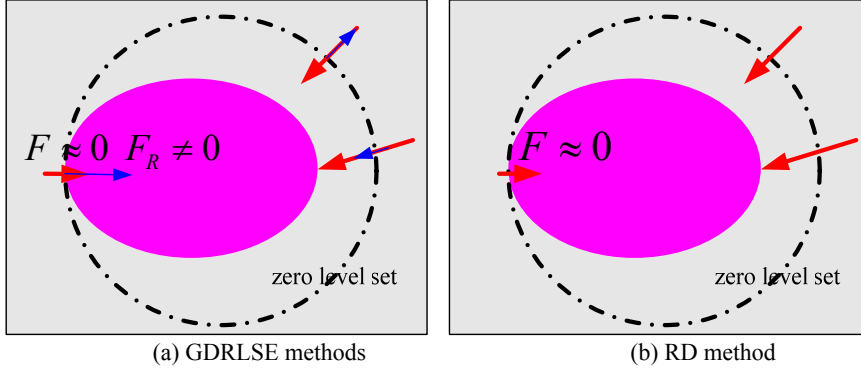 F ≈ 0 F_R ≠ 0
zero level set
(a) GDRLSE methods
F ≈ 0
zero level set
(b) RD method